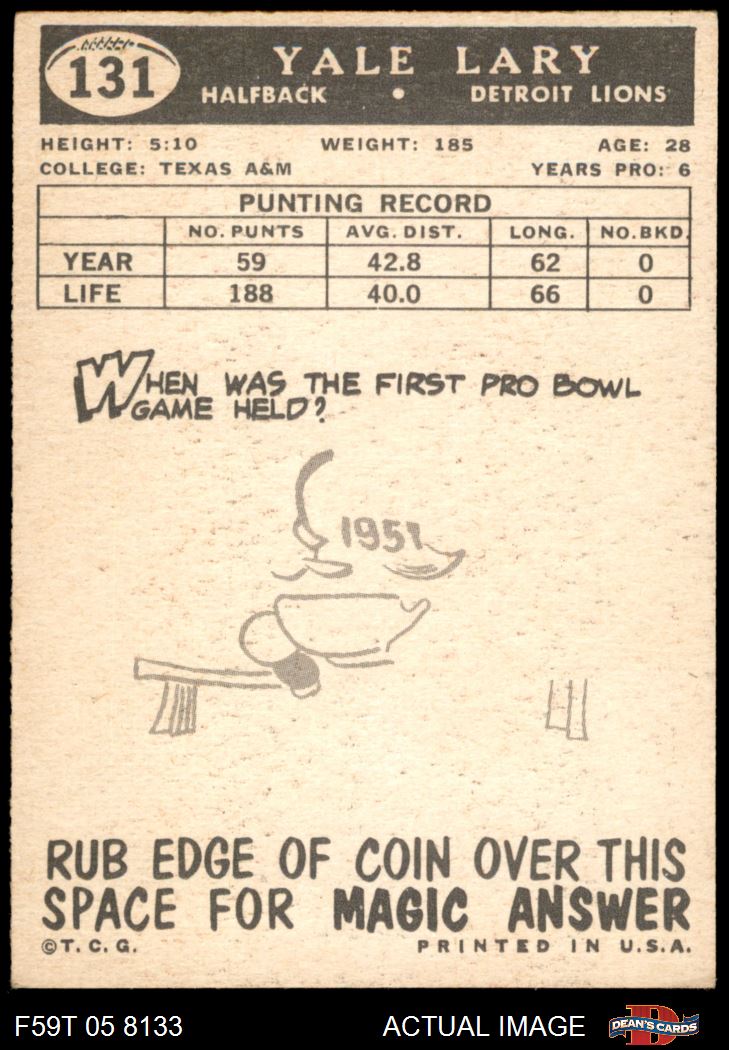 131
YALE LARY
HALFBACK • DETROIT LIONS
HEIGHT: 5:10 WEIGHT: 185 AGE: 28
COLLEGE: TEXAS A&M YEARS PRO: 6
PUNTING RECORD
NO. PUNTS AVG. DIST. LONG. NO. BKD.
YEAR 59 42.8 62 0
LIFE 188 40.0 66 0
WHEN WAS THE FIRST PRO BOWL
GAME HELD?
1951
RUB EDGE OF COIN OVER THIS
SPACE FOR MAGIC ANSWER
©T. C. G. PRINTED IN U.S.A.
F59T 05 8133 ACTUAL IMAGE DEAN'S CARDS